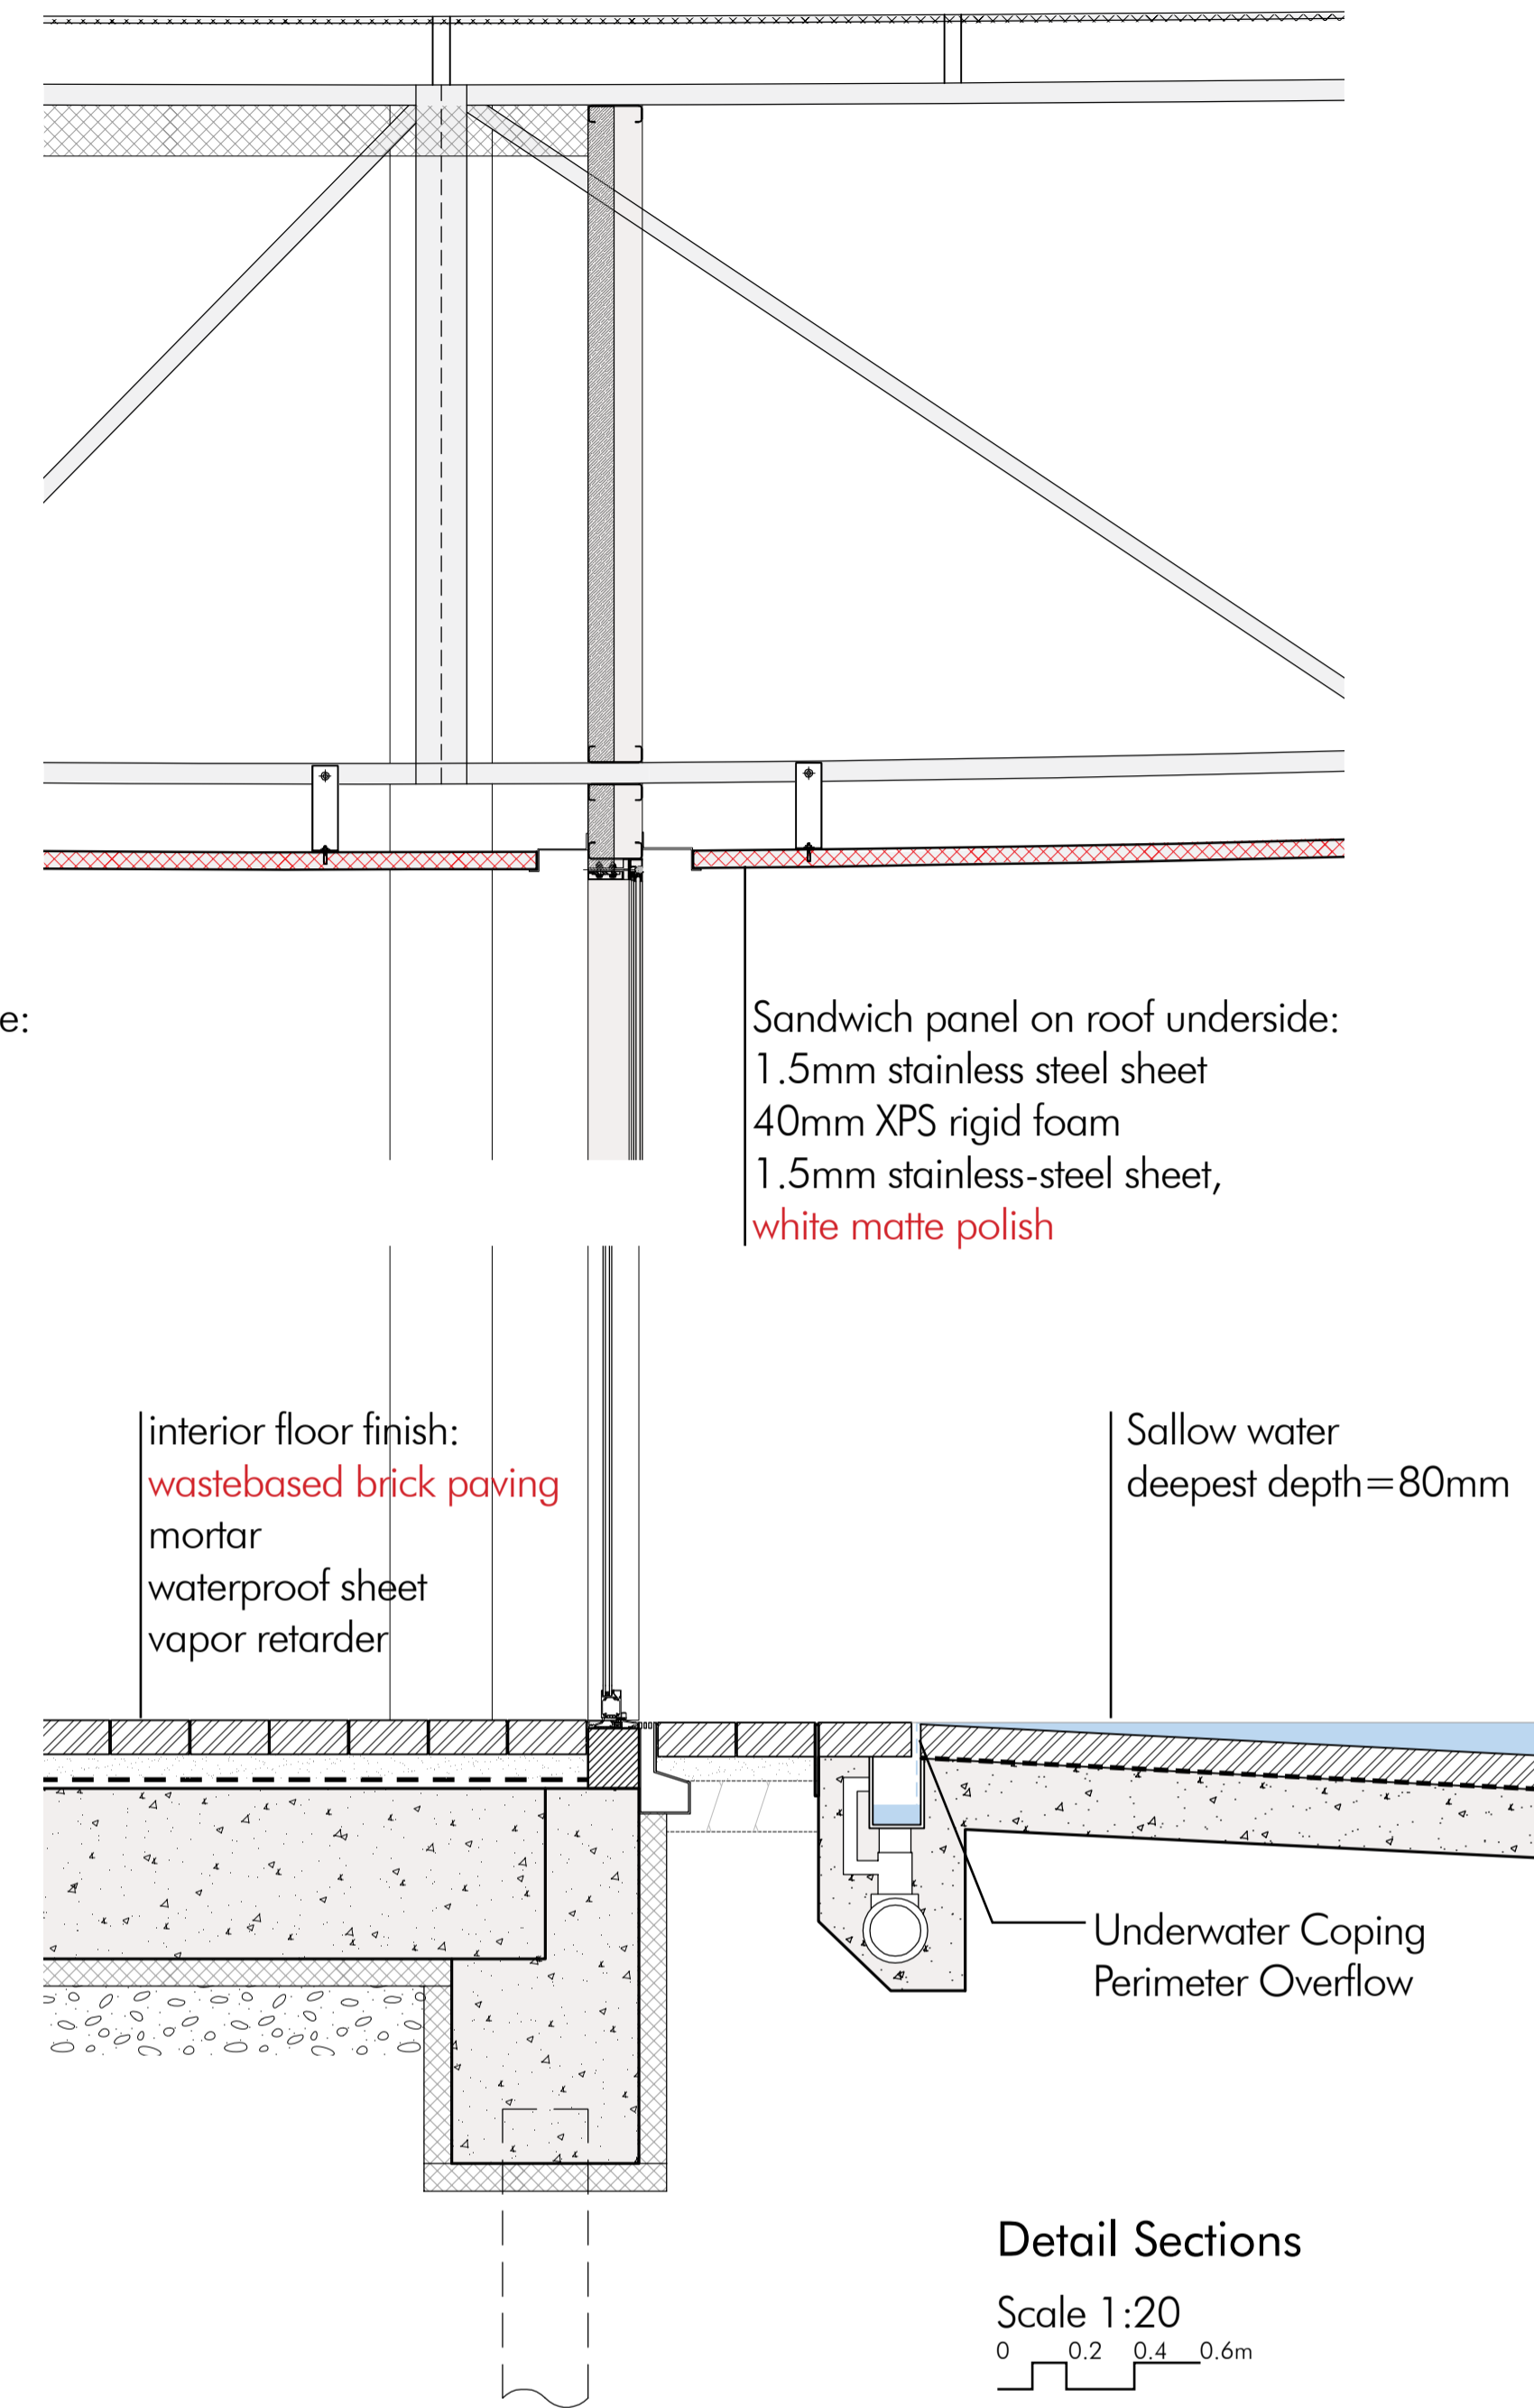 e:
Sandwich panel on roof underside:
1.5mm stainless steel sheet
40mm XPS rigid foam
1.5mm stainless-steel sheet,
white matte polish
interior floor finish:
wastebased brick paving
mortar
waterproof sheet
vapor retarder
Sallow water
deepest depth=80mm
Underwater Coping
Perimeter Overflow
Detail Sections
Scale 1:20
0 0.2 0.4 0.6m